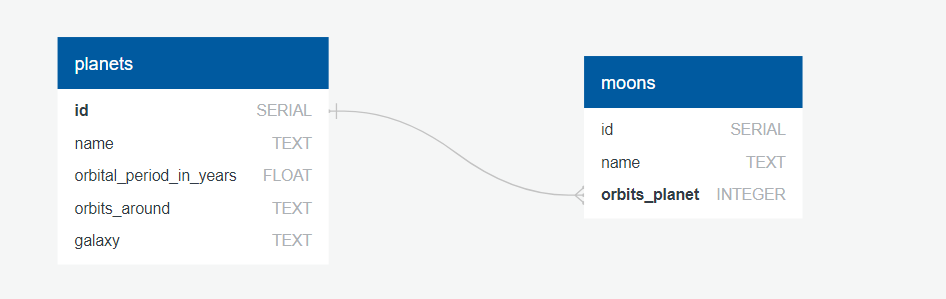 planets
id SERIAL
name TEXT
orbital_period_in_years FLOAT
orbits_around TEXT
galaxy TEXT
moons
id SERIAL
name TEXT
orbits_planet INTEGER